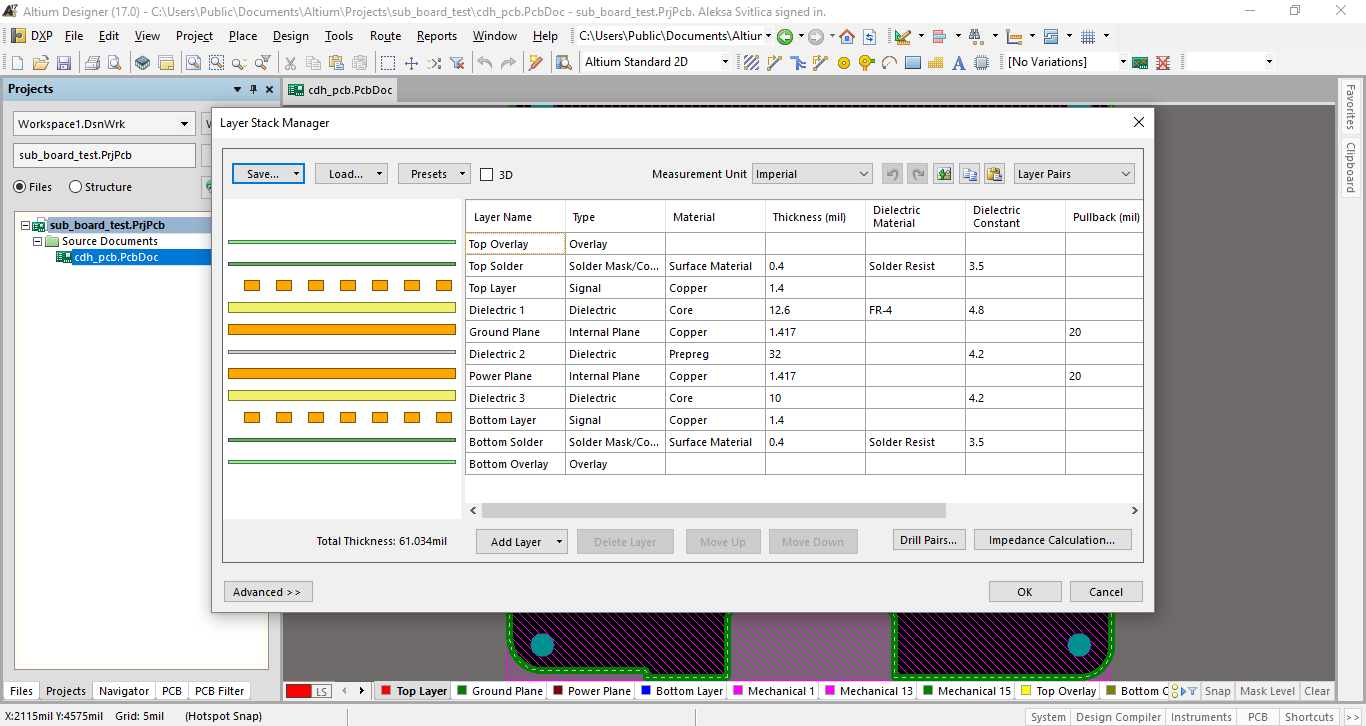 Altium Designer (17.0) - C:\Users\Public\Documents\Altium\Projects\sub_board_test\cdh_pcb.PcbDoc - sub_board_test.PrjPcb. Aleksa Svitlica signed in.
DXP File Edit View Project Place Design Tools Route Reports Window Help C:\Users\Public\Documents\Altiur
Altium Standard 2D [No Variations]
Projects
cdh_pcb.PcbDoc
Favorites
Clipboard
Workspace1.DsnWrk
sub_board_test.PrjPcb
Files Structure
sub_board_test.PrjPcb
Source Documents
cdh_pcb.PcbDoc
Layer Stack Manager
Save... Load... Presets 3D Measurement Unit Imperial Layer Pairs
Layer Name Type Material Thickness (mil) Dielectric Material Dielectric Constant Pullback (mil)
Top Overlay Overlay
Top Solder Solder Mask/Co... Surface Material 0.4 Solder Resist 3.5
Top Layer Signal Copper 1.4
Dielectric 1 Dielectric Core 12.6 FR-4 4.8
Ground Plane Internal Plane Copper 1.417 20
Dielectric 2 Dielectric Prepreg 32 4.2
Power Plane Internal Plane Copper 1.417 20
Dielectric 3 Dielectric Core 10 4.2
Bottom Layer Signal Copper 1.4
Bottom Solder Solder Mask/Co... Surface Material 0.4 Solder Resist 3.5
Bottom Overlay Overlay
Total Thickness: 61.034mil Add Layer Delete Layer Move Up Move Down Drill Pairs... Impedance Calculation...
Advanced >> OK Cancel
Files Projects Navigator PCB PCB Filter LS Top Layer Ground Plane Power Plane Bottom Layer Mechanical 1 Mechanical 13 Mechanical 15 Top Overlay Bottom C Snap Mask Level Clear
X:2115mil Y:4575mil Grid: 5mil (Hotspot Snap) System Design Compiler Instruments PCB Shortcuts >>